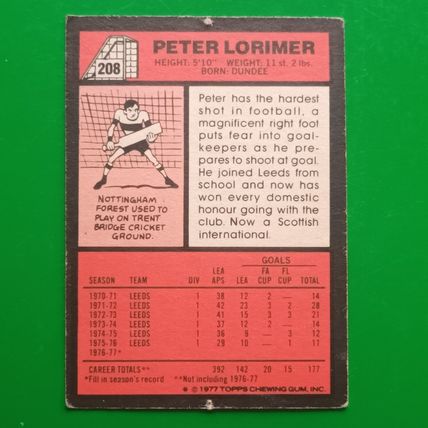 208
PETER LORIMER
HEIGHT: 5'10" WEIGHT: 11 st. 2 lbs.
BORN: DUNDEE
NOTTINGHAM
FOREST USED TO
PLAY ON TRENT
BRIDGE CRICKET
GROUND.
Peter has the hardest
shot in football, a
magnificent right foot
puts fear into goal-
keepers as he pre-
pares to shoot at goal.
He joined Leeds from
school and now has
won every domestic
honour going with the
club. Now a Scottish
international.
GOALS
LEA FA FL
SEASON TEAM DIV APS LEA CUP CUP TOTAL
1970-71 LEEDS 1 38 12 2 — 14
1971-72 LEEDS 1 42 23 3 2 28
1972-73 LEEDS 1 41 15 3 3 21
1973-74 LEEDS 1 37 12 2 — 14
1974-75 LEEDS 1 36 9 — 3 12
1975-76 LEEDS 1 29 10 — 1 17
1976-77*
CAREER TOTALS** 392 142 20 15 177
*Fill in season's record **Not including 1976-77
* © 1977 TOPPS CHEWING GUM, INC.